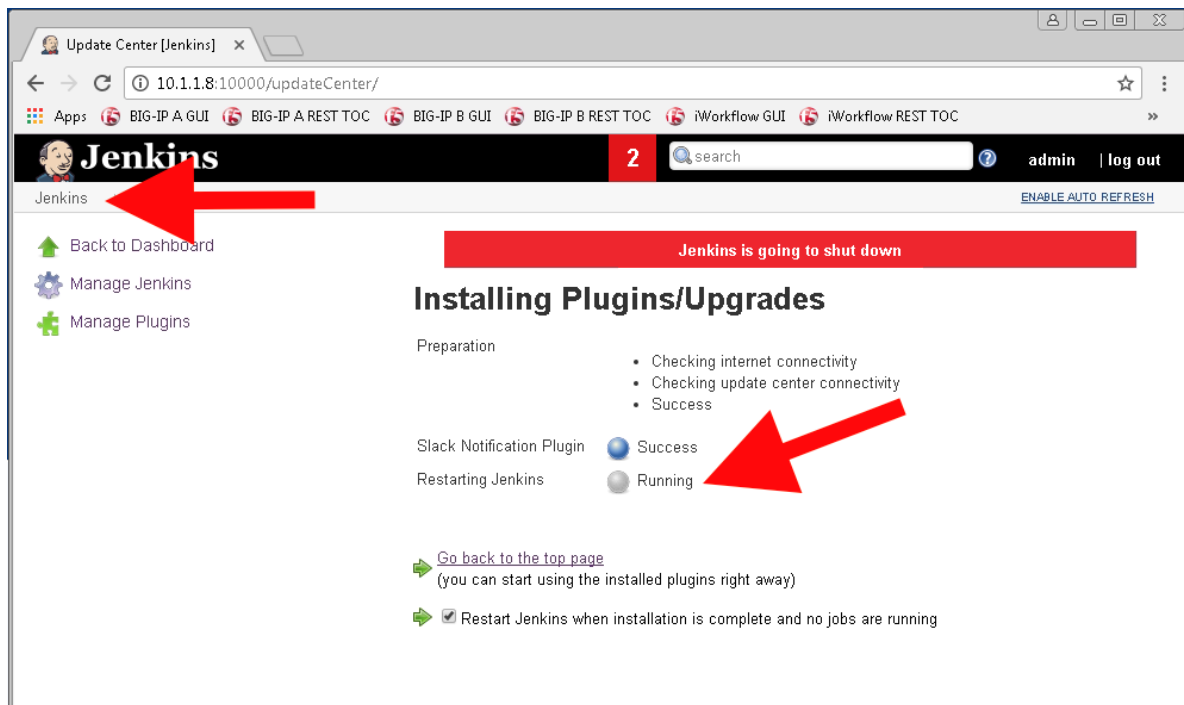 Update Center [Jenkins]
10.1.1.8:10000/updateCenter/
Apps BIG-IP A GUI BIG-IP A REST TOC BIG-IP B GUI BIG-IP B REST TOC iWorkflow GUI iWorkflow REST TOC »
Jenkins 2 search admin | log out
Jenkins ENABLE AUTO REFRESH
Back to Dashboard
Jenkins is going to shut down
Manage Jenkins
Installing Plugins/Upgrades
Manage Plugins
Preparation
• Checking internet connectivity
• Checking update center connectivity
• Success
Slack Notification Plugin Success
Restarting Jenkins Running
Go back to the top page
(you can start using the installed plugins right away)
Restart Jenkins when installation is complete and no jobs are running